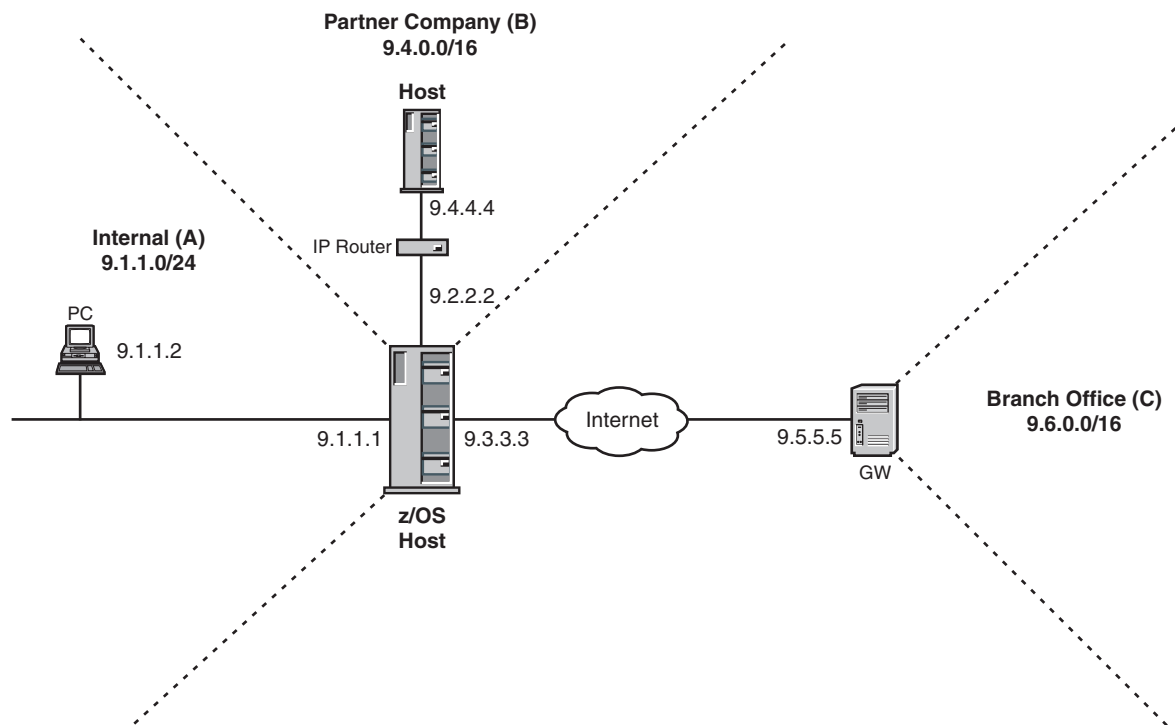 Partner Company (B)
9.4.0.0/16
Host
9.4.4.4
IP Router
9.2.2.2
Internal (A)
9.1.1.0/24
PC
9.1.1.2
9.1.1.1
9.3.3.3
z/OS
Host
Internet
9.5.5.5
GW
Branch Office (C)
9.6.0.0/16